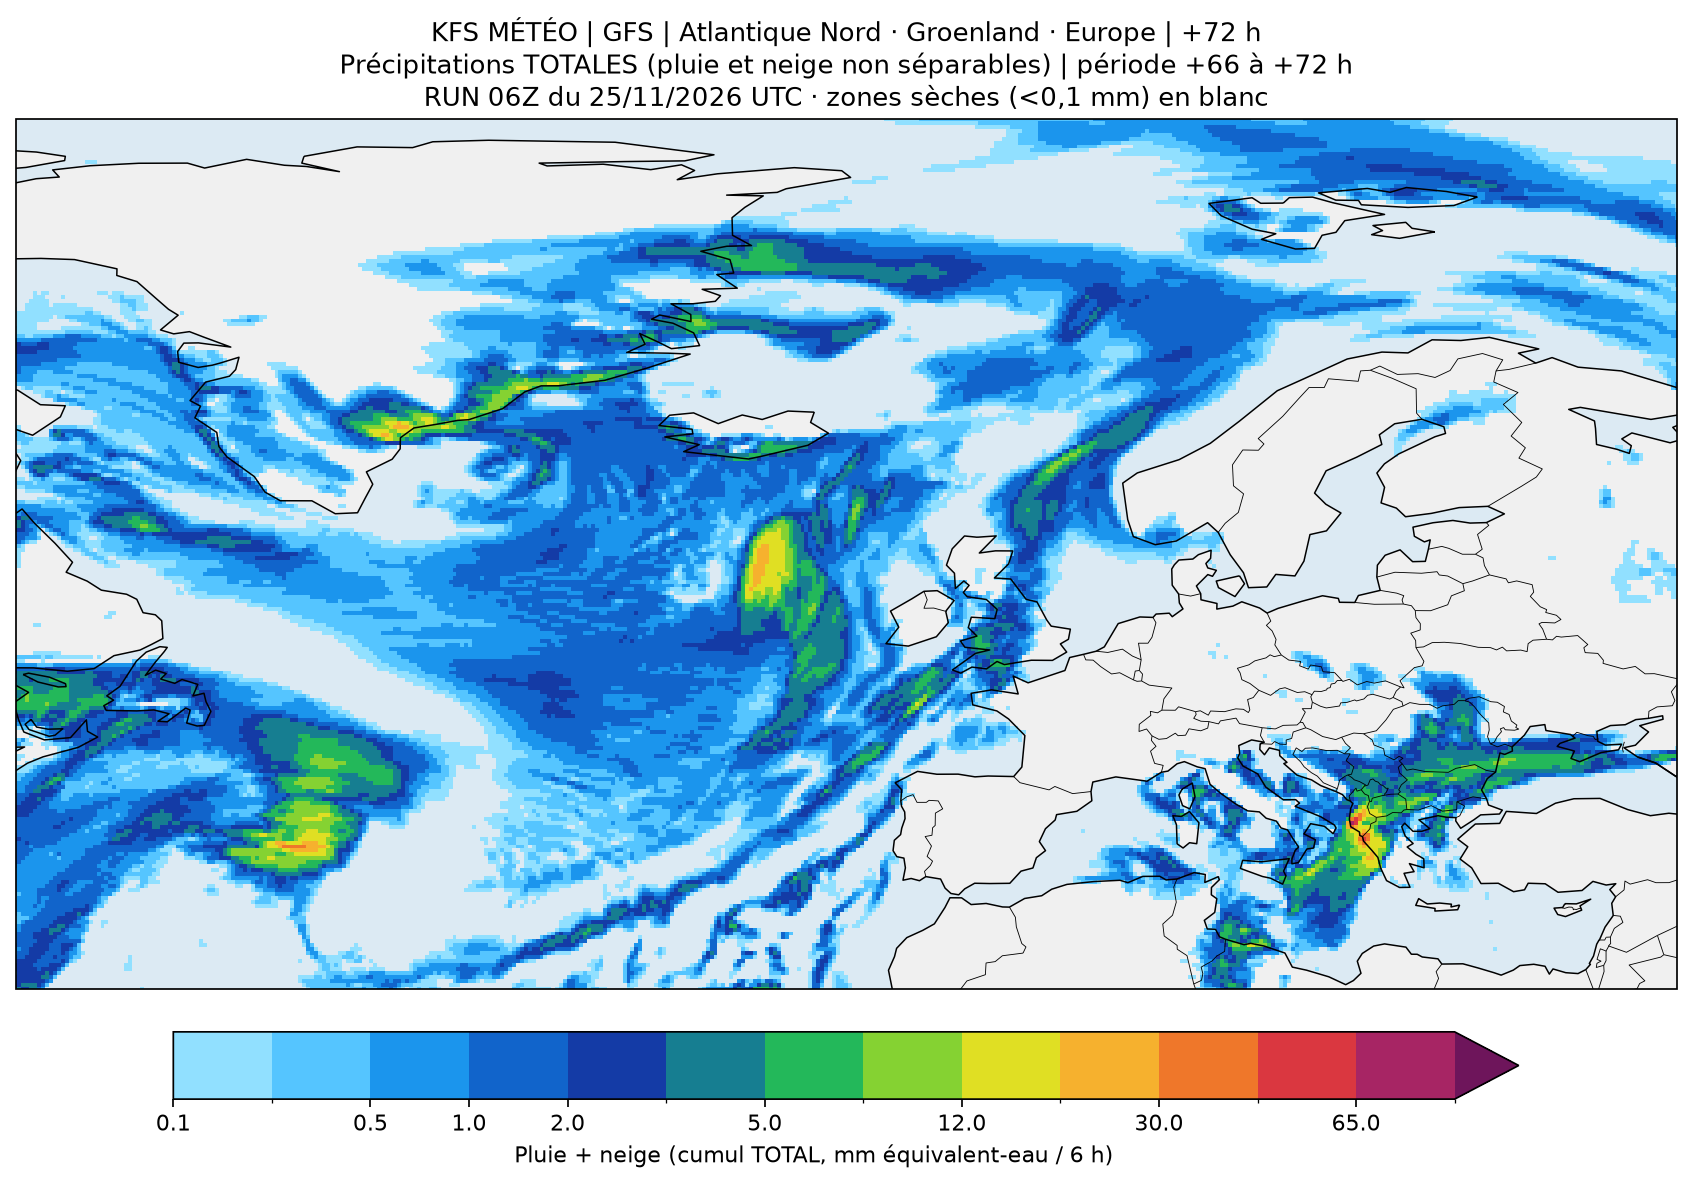 KFS MÉTÉO | GFS | Atlantique Nord · Groenland · Europe | +72 h
Précipitations TOTALES (pluie et neige non séparables) | période +66 à +72 h
RUN 06Z du 25/11/2026 UTC · zones sèches (<0,1 mm) en blanc
0.1 0.5 1.0 2.0 5.0 12.0 30.0 65.0
Pluie + neige (cumul TOTAL, mm équivalent-eau / 6 h)